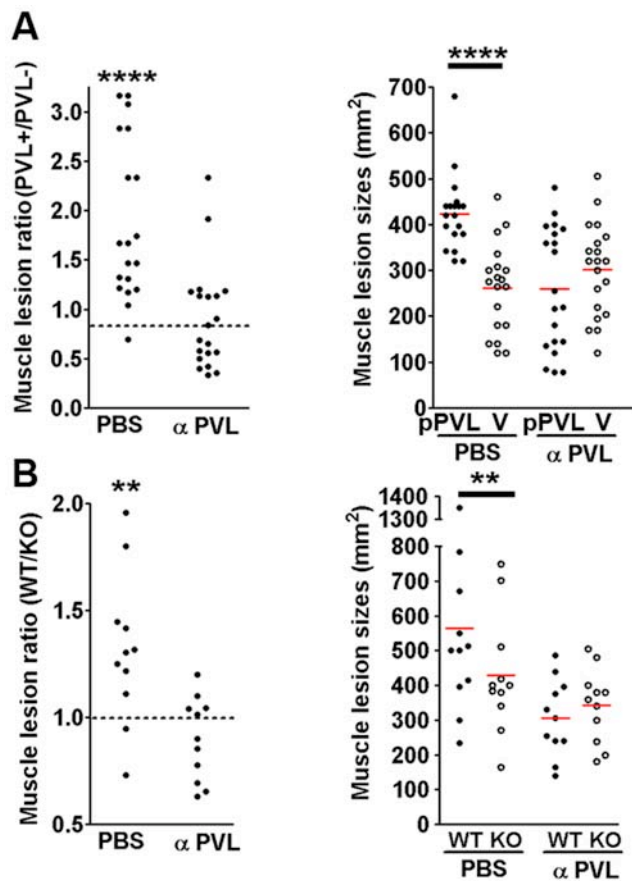 A
Muscle lesion ratio(PVL+/PVL-)
****
3.0
2.5
2.0
1.5
1.0
0.5
0.0
PBS α PVL
Muscle lesion sizes (mm²)
****
700
600
500
400
300
200
100
0
pPVL V pPVL V
PBS α PVL
B
Muscle lesion ratio (WT/KO)
**
2.0
1.5
1.0
0.5
PBS α PVL
Muscle lesion sizes (mm²)
**
1400
1300
800
700
600
500
400
300
200
100
0
WT KO WT KO
PBS α PVL